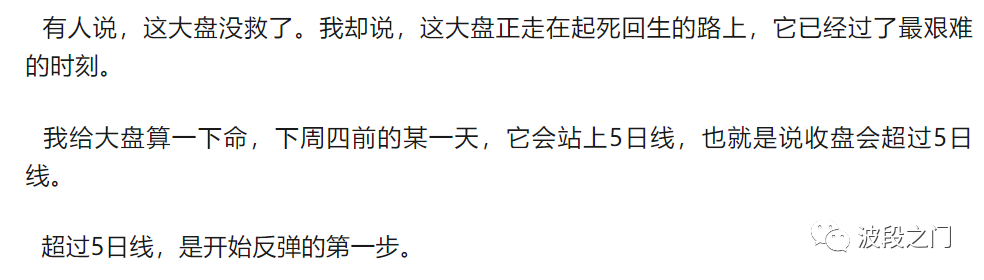 有人说，这大盘没救了。我却说，这大盘正走在起死回生的路上，它已经过了最艰难
的时刻。
我给大盘算一下命，下周四前的某一天，它会站上5日线，也就是说收盘会超过5日
线。
超过5日线，是开始反弹的第一步。
波段之门